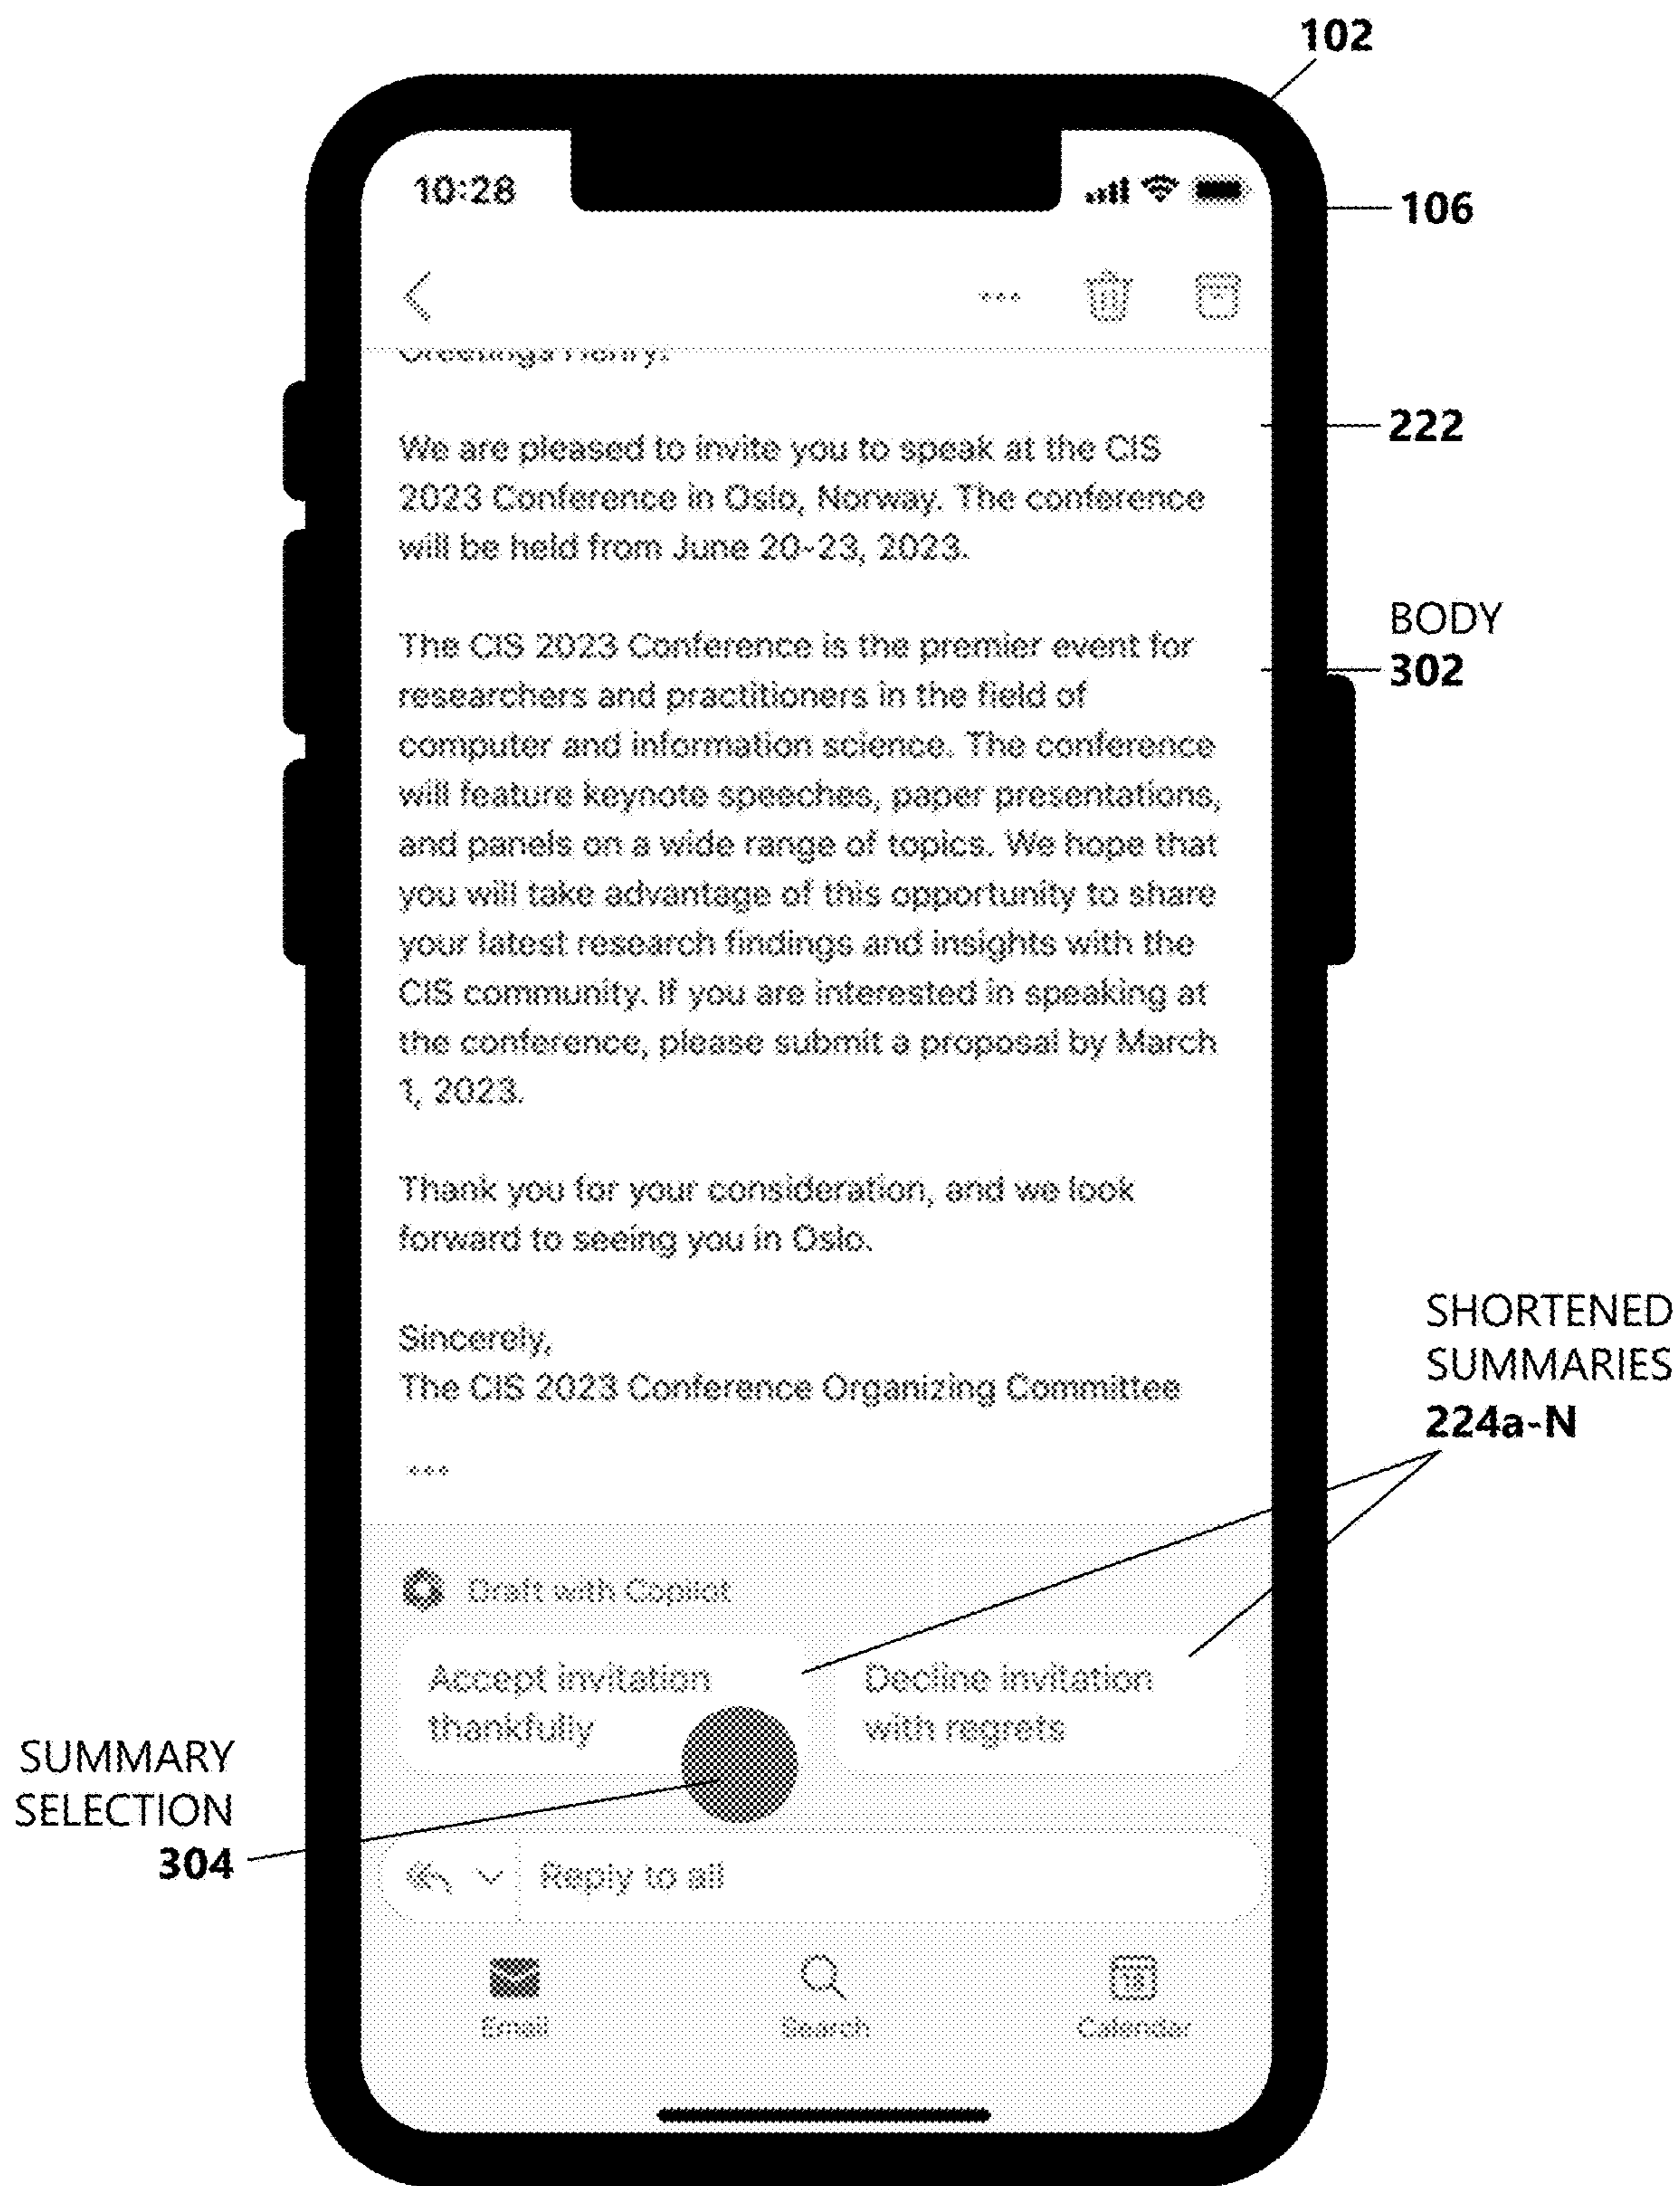 102
10:28
106
Greetings Henry.
222
We are pleased to invite you to speak at the CIS
2023 Conference in Oslo, Norway. The conference
will be held from June 20-23, 2023.
BODY
302
The CIS 2023 Conference is the premier event for
researchers and practitioners in the field of
computer and information science. The conference
will feature keynote speeches, paper presentations,
and panels on a wide range of topics. We hope that
you will take advantage of this opportunity to share
your latest research findings and insights with the
CIS community. If you are interested in speaking at
the conference, please submit a proposal by March
1, 2023.
Thank you for your consideration, and we look
forward to seeing you in Oslo.
Sincerely,
The CIS 2023 Conference Organizing Committee
...
SHORTENED
SUMMARIES
224a-N
Draft with Copilot
Accept invitation
thankfully
Decline invitation
with regrets
SUMMARY
SELECTION
304
Reply to all
18
Email
Search
Calendar